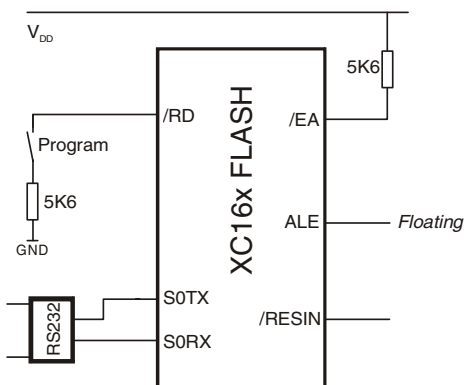 VDD
5K6
/RD
/EA
Program
XC16x FLASH
5K6
ALE
Floating
GND
S0TX
RS232
/RESIN
S0RX